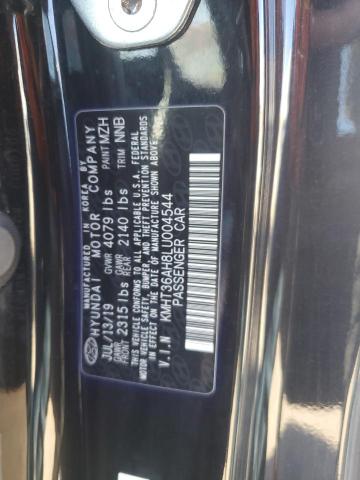 MANUFACTURED IN KOREA BY
HYUNDAI MOTOR COMPANY
JUL/13/19 GVWR 4079 lbs PAINT MZH
GAWR FRONT 2315 lbs GAWR REAR 2140 lbs TRIM NNB
THIS VEHICLE CONFORMS TO ALL APPLICABLE U.S.A. FEDERAL
MOTOR VEHICLE SAFETY, BUMPER, AND THEFT PREVENTION STANDARDS
IN EFFECT ON THE DATE OF MANUFACTURE SHOWN ABOVE.
V.I.N KMHT36AH8LU004544
PASSENGER CAR